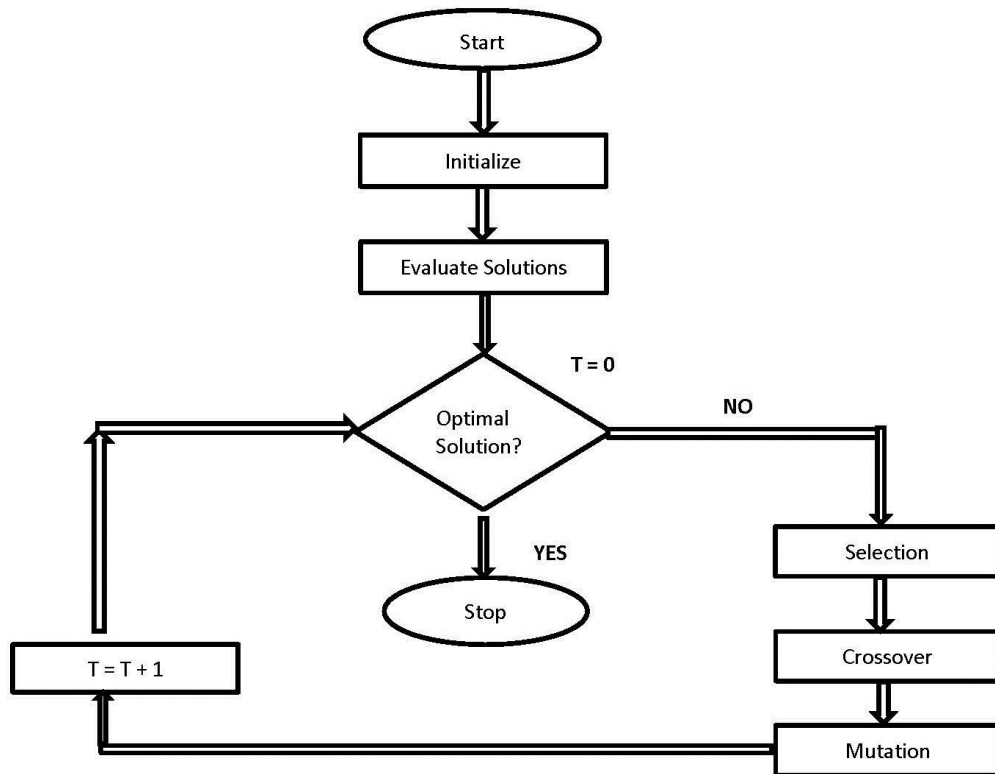 Start
Initialize
Evaluate Solutions
T = 0
Optimal
Solution?
NO
YES
Stop
Selection
Crossover
Mutation
T = T + 1